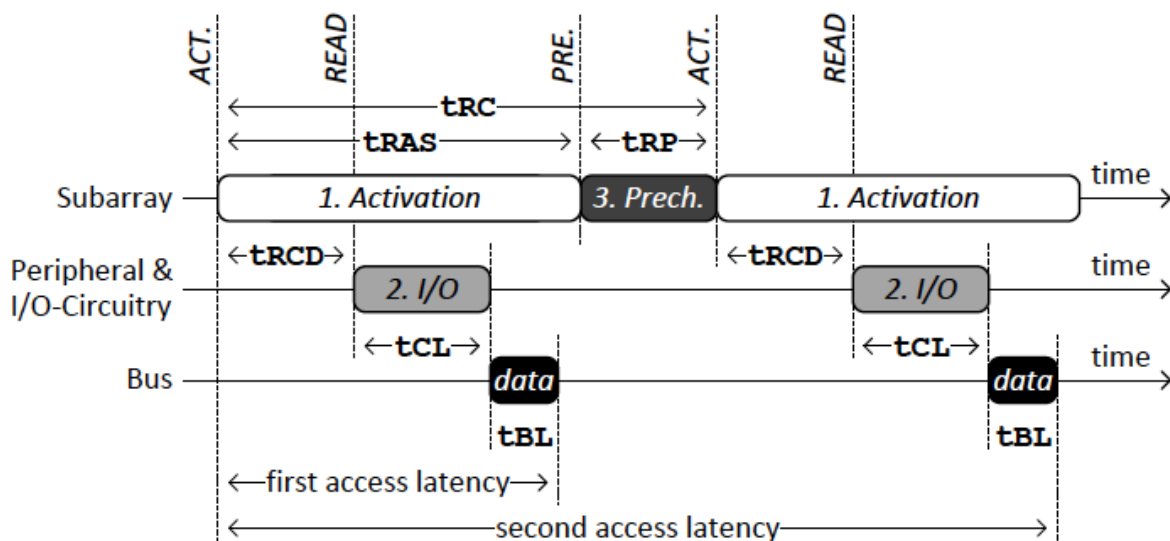 ACT. READ PRE. ACT. READ
tRC
tRAS tRP
Subarray 1. Activation 3. Prech. 1. Activation time
tRCD tRCD
Peripheral &
I/O-Circuitry 2. I/O 2. I/O time
tCL tCL
Bus data data time
tBL tBL
first access latency
second access latency